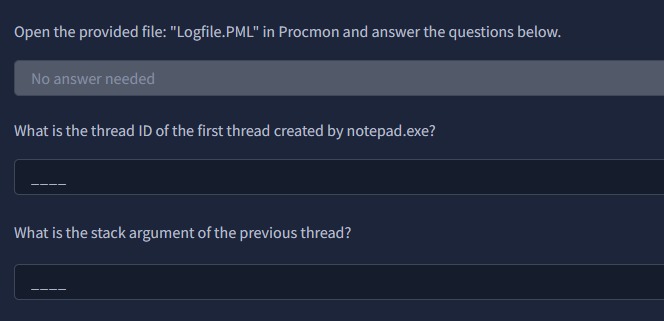 Open the provided file: "Logfile.PML" in Procmon and answer the questions below.
No answer needed
What is the thread ID of the first thread created by notepad.exe?
____
What is the stack argument of the previous thread?
____